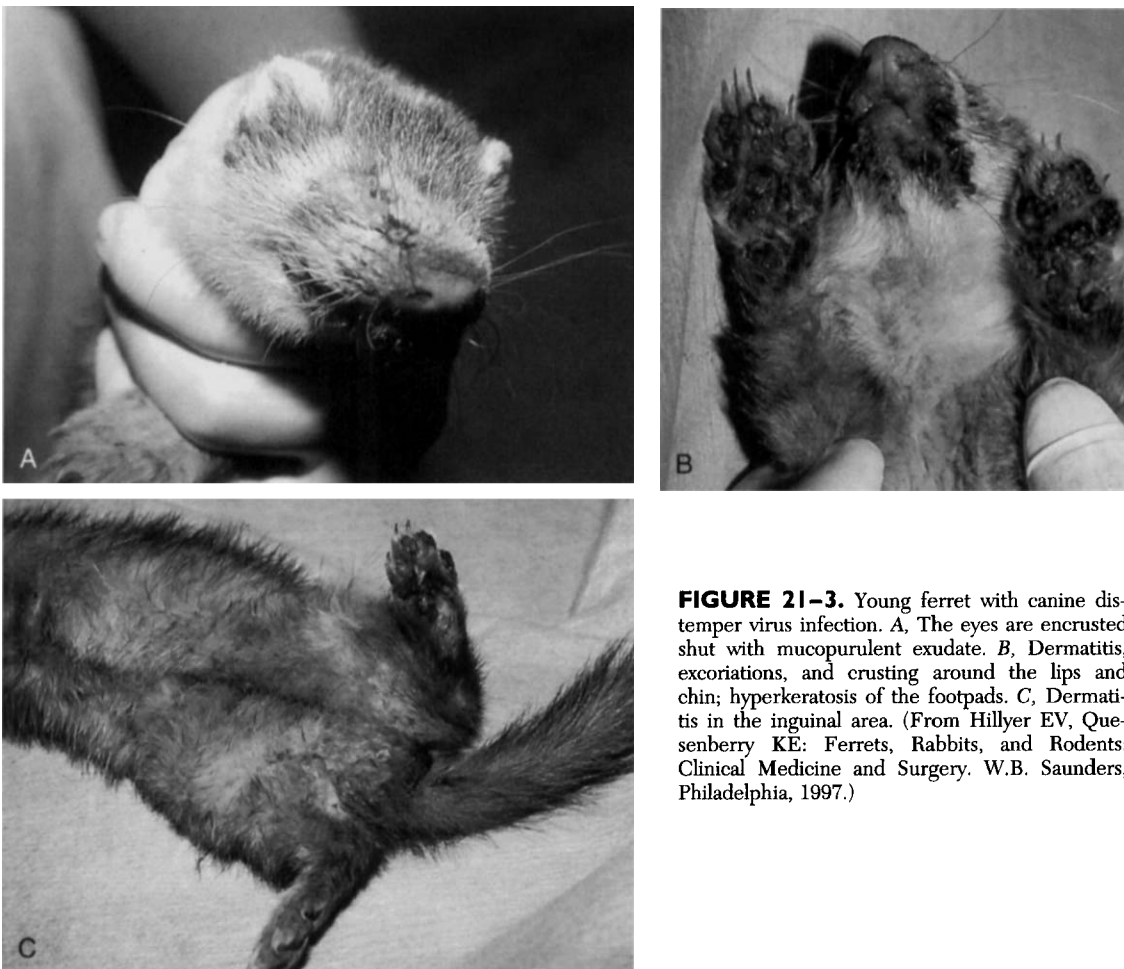 A
B
C
FIGURE 21–3. Young ferret with canine dis-
temper virus infection. A, The eyes are encrusted
shut with mucopurulent exudate. B, Dermatitis,
excoriations, and crusting around the lips and
chin; hyperkeratosis of the footpads. C, Dermati-
tis in the inguinal area. (From Hillyer EV, Que-
senberry KE: Ferrets, Rabbits, and Rodents:
Clinical Medicine and Surgery. W.B. Saunders,
Philadelphia, 1997.)